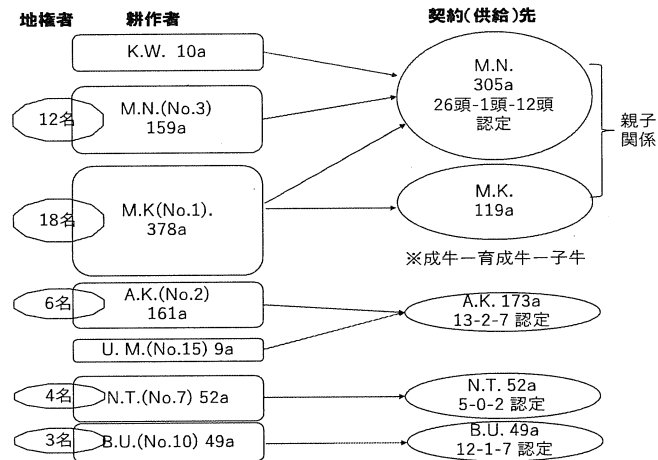 地権者
耕作者
契約(供給)先
K.W. 10a
12名
M.N.(No.3)
159a
M.N.
305a
26頭-1頭-12頭
認定
親子
関係
18名
M.K(No.1).
378a
M.K.
119a
※成牛ー育成牛ー子牛
6名
A.K.(No.2)
161a
A.K. 173a
13-2-7 認定
U. M.(No.15) 9a
4名
N.T.(No.7) 52a
N.T. 52a
5-0-2 認定
3名
B.U.(No.10) 49a
B.U. 49a
12-1-7 認定